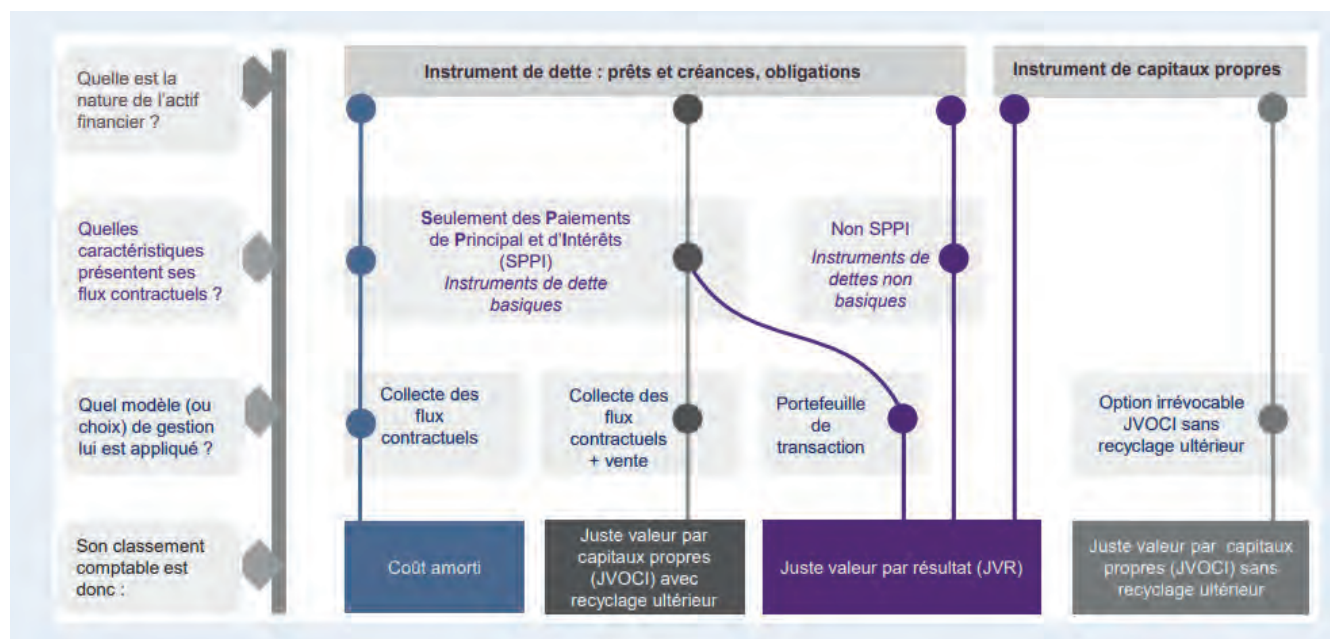 Quelle est la
nature de l'actif
financier ?
Instrument de dette : prêts et créances, obligations
Instrument de capitaux propres
Quelles
caractéristiques
présentent ses
flux contractuels ?
Seulement des Paiements
de Principal et d'Intérêts
(SPPI)
Instruments de dette
basiques
Non SPPI
Instruments de
dettes non
basiques
Quel modèle (ou
choix) de gestion
lui est appliqué ?
Collecte des
flux
contractuels
Collecte des
flux
contractuels
+ vente
Portefeuille
de
transaction
Option irrévocable
JVOCI sans
recyclage ultérieur
Son classement
comptable est
donc :
Coût amorti
Juste valeur par
capitaux propres
(JVOCI) avec
recyclage ultérieur
Juste valeur par résultat (JVR)
Juste valeur par capitaux
propres (JVOCI) sans
recyclage ultérieur